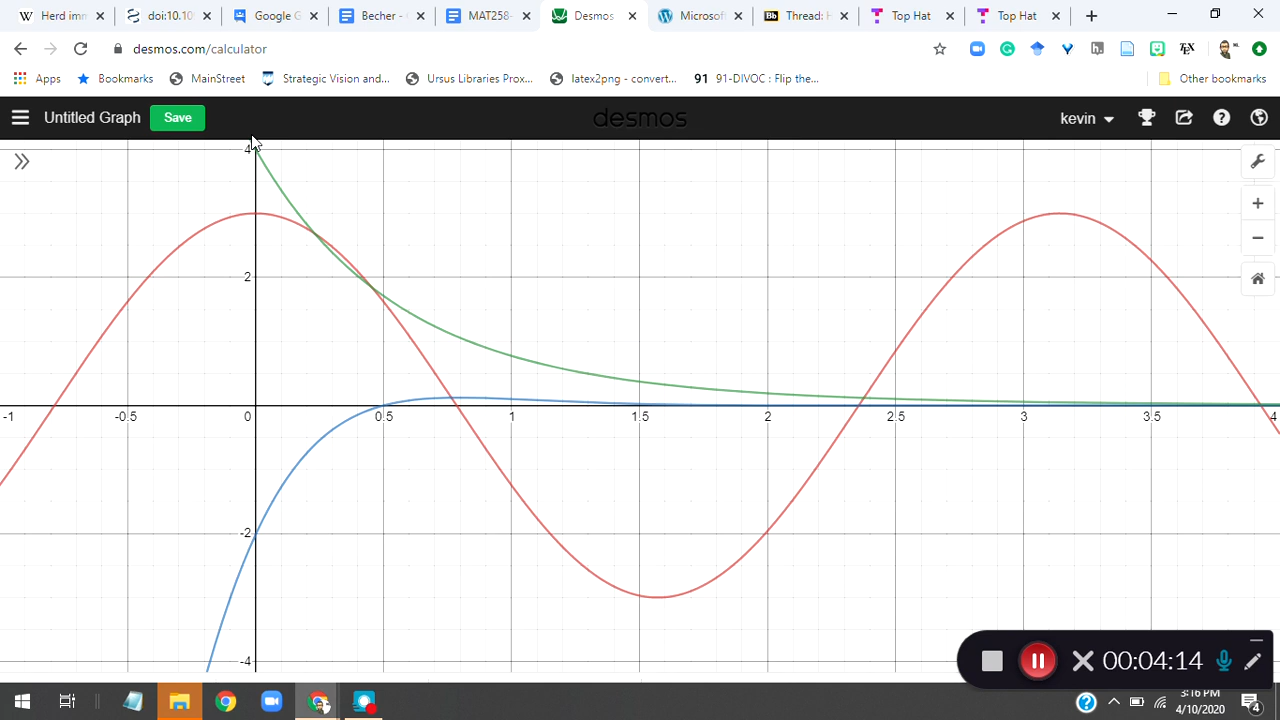 W Herd imm
doi:10.10
Google C
Becher -
MAT258-
Desmos
Microsof
Bb Thread: H
Top Hat
Top Hat
desmos.com/calculator
Apps Bookmarks MainStreet Strategic Vision and... Ursus Libraries Prox... latex2png - convert... 91 91-DIVOC : Flip the... Other bookmarks
Untitled Graph Save desmos kevin
4
2
-1 -0.5 0 0.5 1 1.5 2 2.5 3 3.5 4
-2
-4
00:04:14
3:16 PM
4/10/2020
4